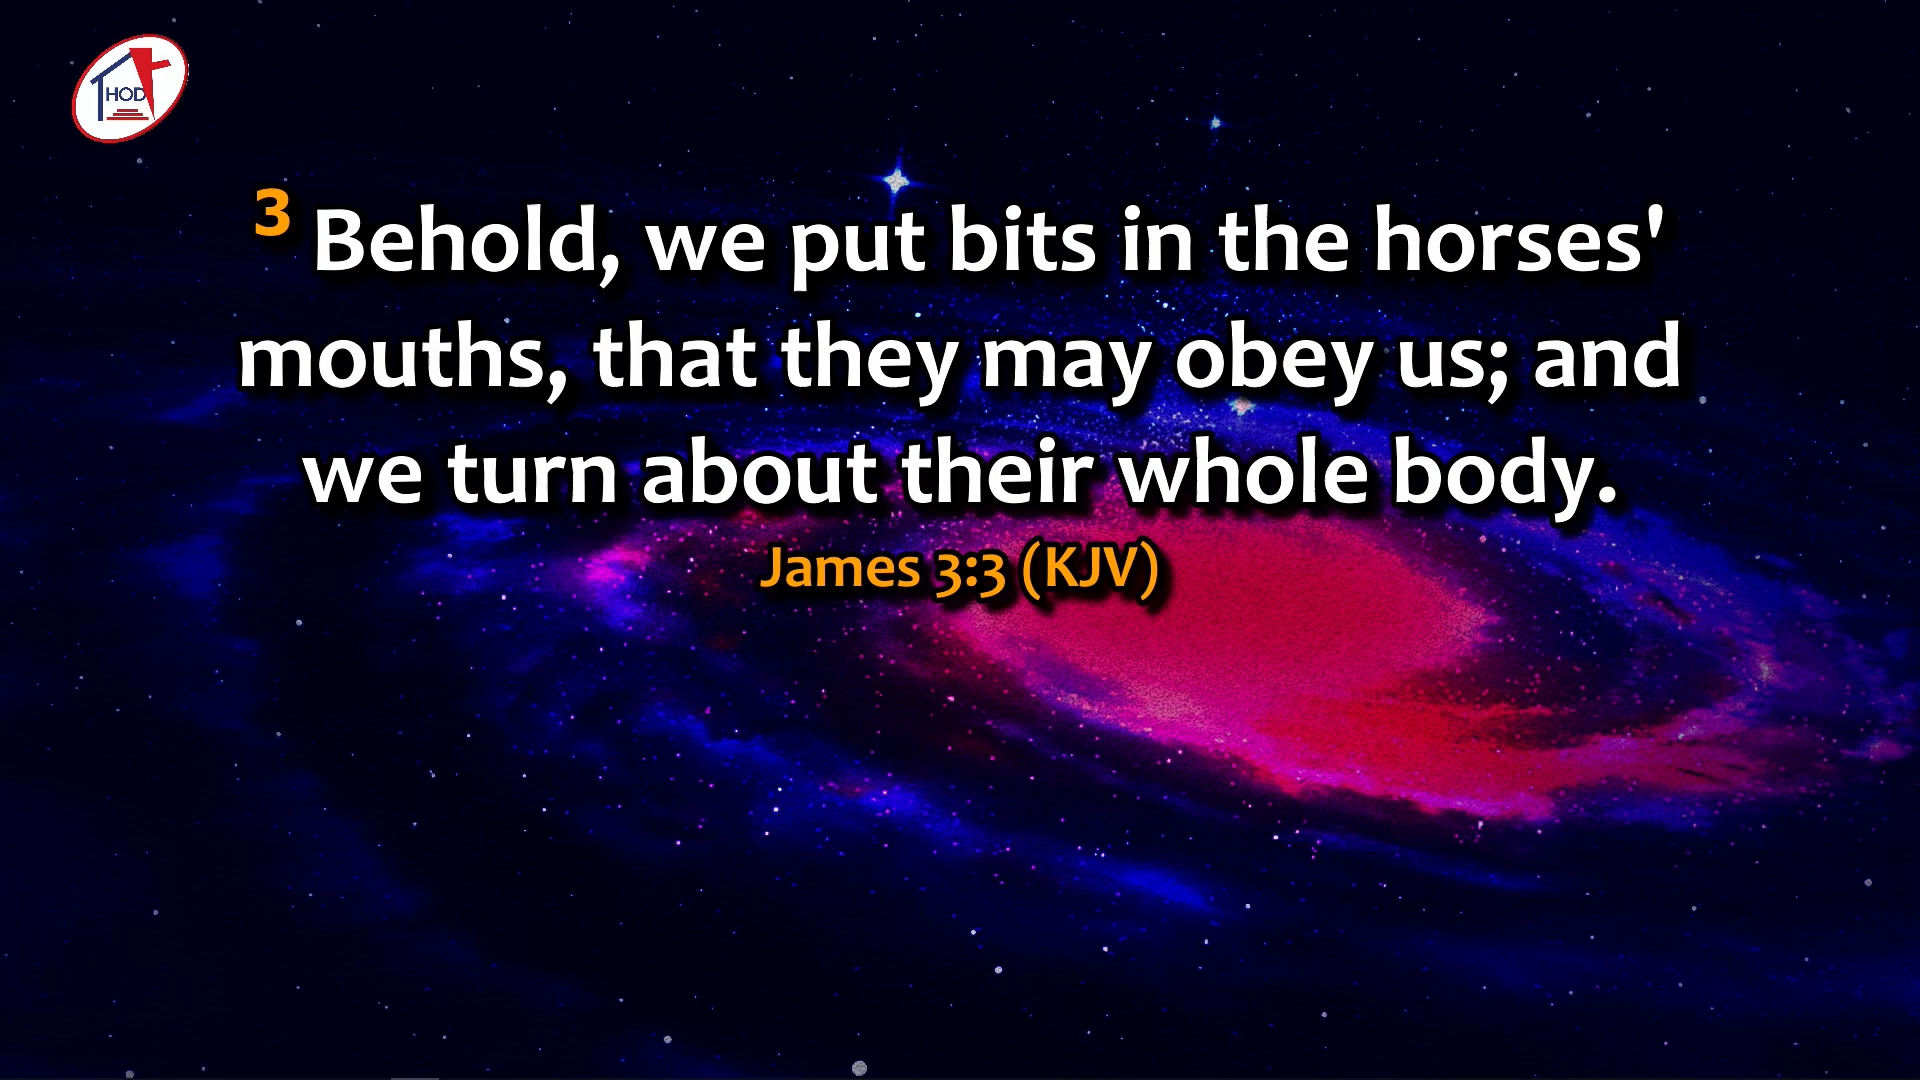 HOD
3 Behold, we put bits in the horses'
mouths, that they may obey us; and
we turn about their whole body.
James 3:3 (KJV)